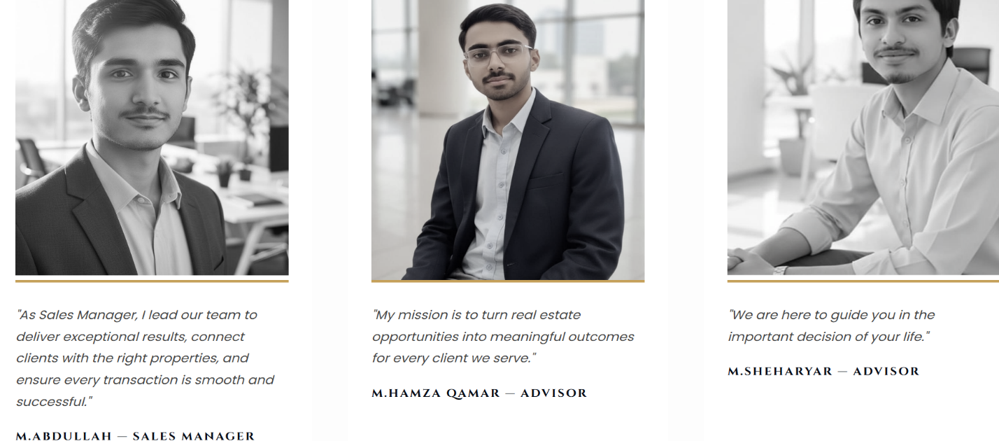 "As Sales Manager, I lead our team to
deliver exceptional results, connect
clients with the right properties, and
ensure every transaction is smooth and
successful."
M.ABDULLAH — SALES MANAGER
"My mission is to turn real estate
opportunities into meaningful outcomes
for every client we serve."
M.HAMZA QAMAR — ADVISOR
"We are here to guide you in the
important decision of your life."
M.SHEHARYAR — ADVISOR